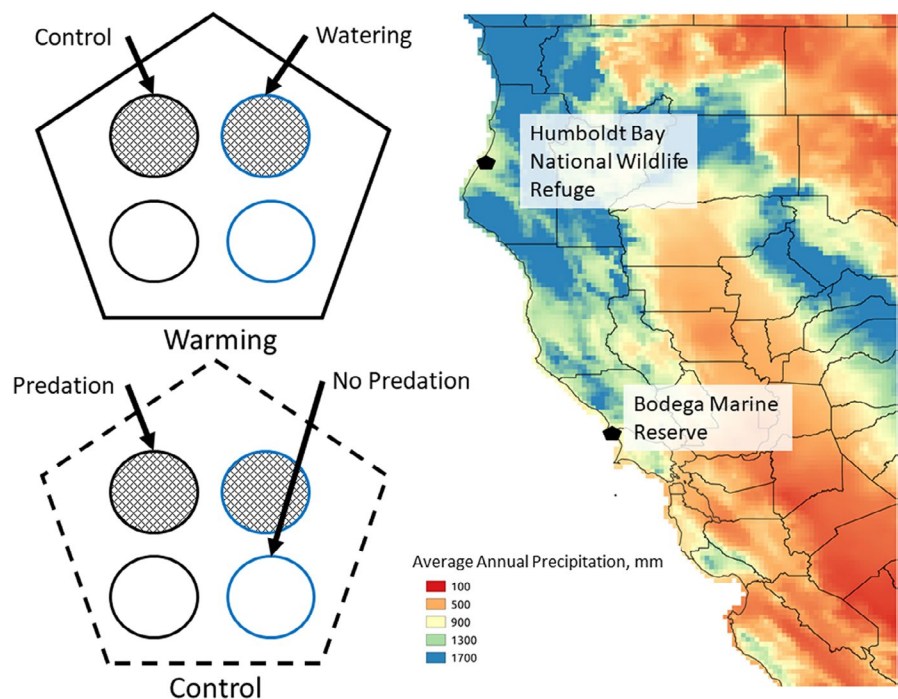 Control
Watering
Warming
Predation
No Predation
Control
Humboldt Bay
National Wildlife
Refuge
Bodega Marine
Reserve
Average Annual Precipitation, mm
100
500
900
1300
1700